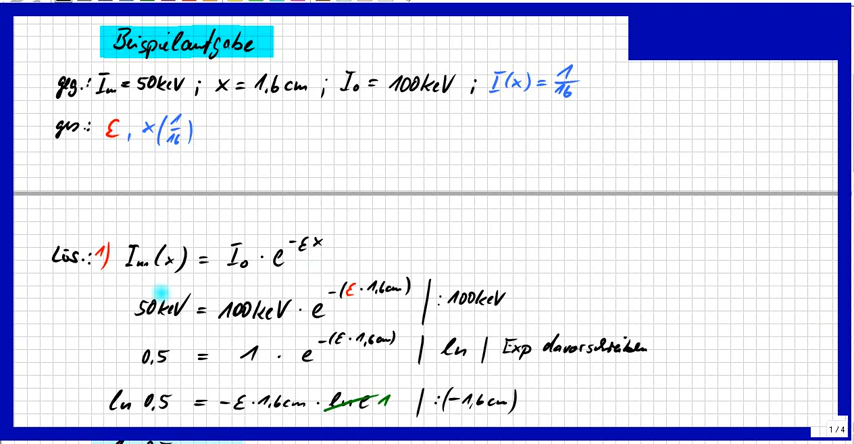 Beispielaufgabe
geg.: Im = 50keV ; x = 1,6cm ; I₀ = 100keV ; I(x) = 1/16
ges.: ε, x(1/16)
Lös.: 1) Im(x) = I₀ · e^(-εx)
50keV = 100keV · e^(-(ε·1,6cm)) | :100keV
0,5 = 1 · e^(-(ε·1,6cm)) | ln | Exp davorschreiben
ln 0,5 = -ε·1,6cm · ln e 1 | :(-1,6cm)
1 / 4